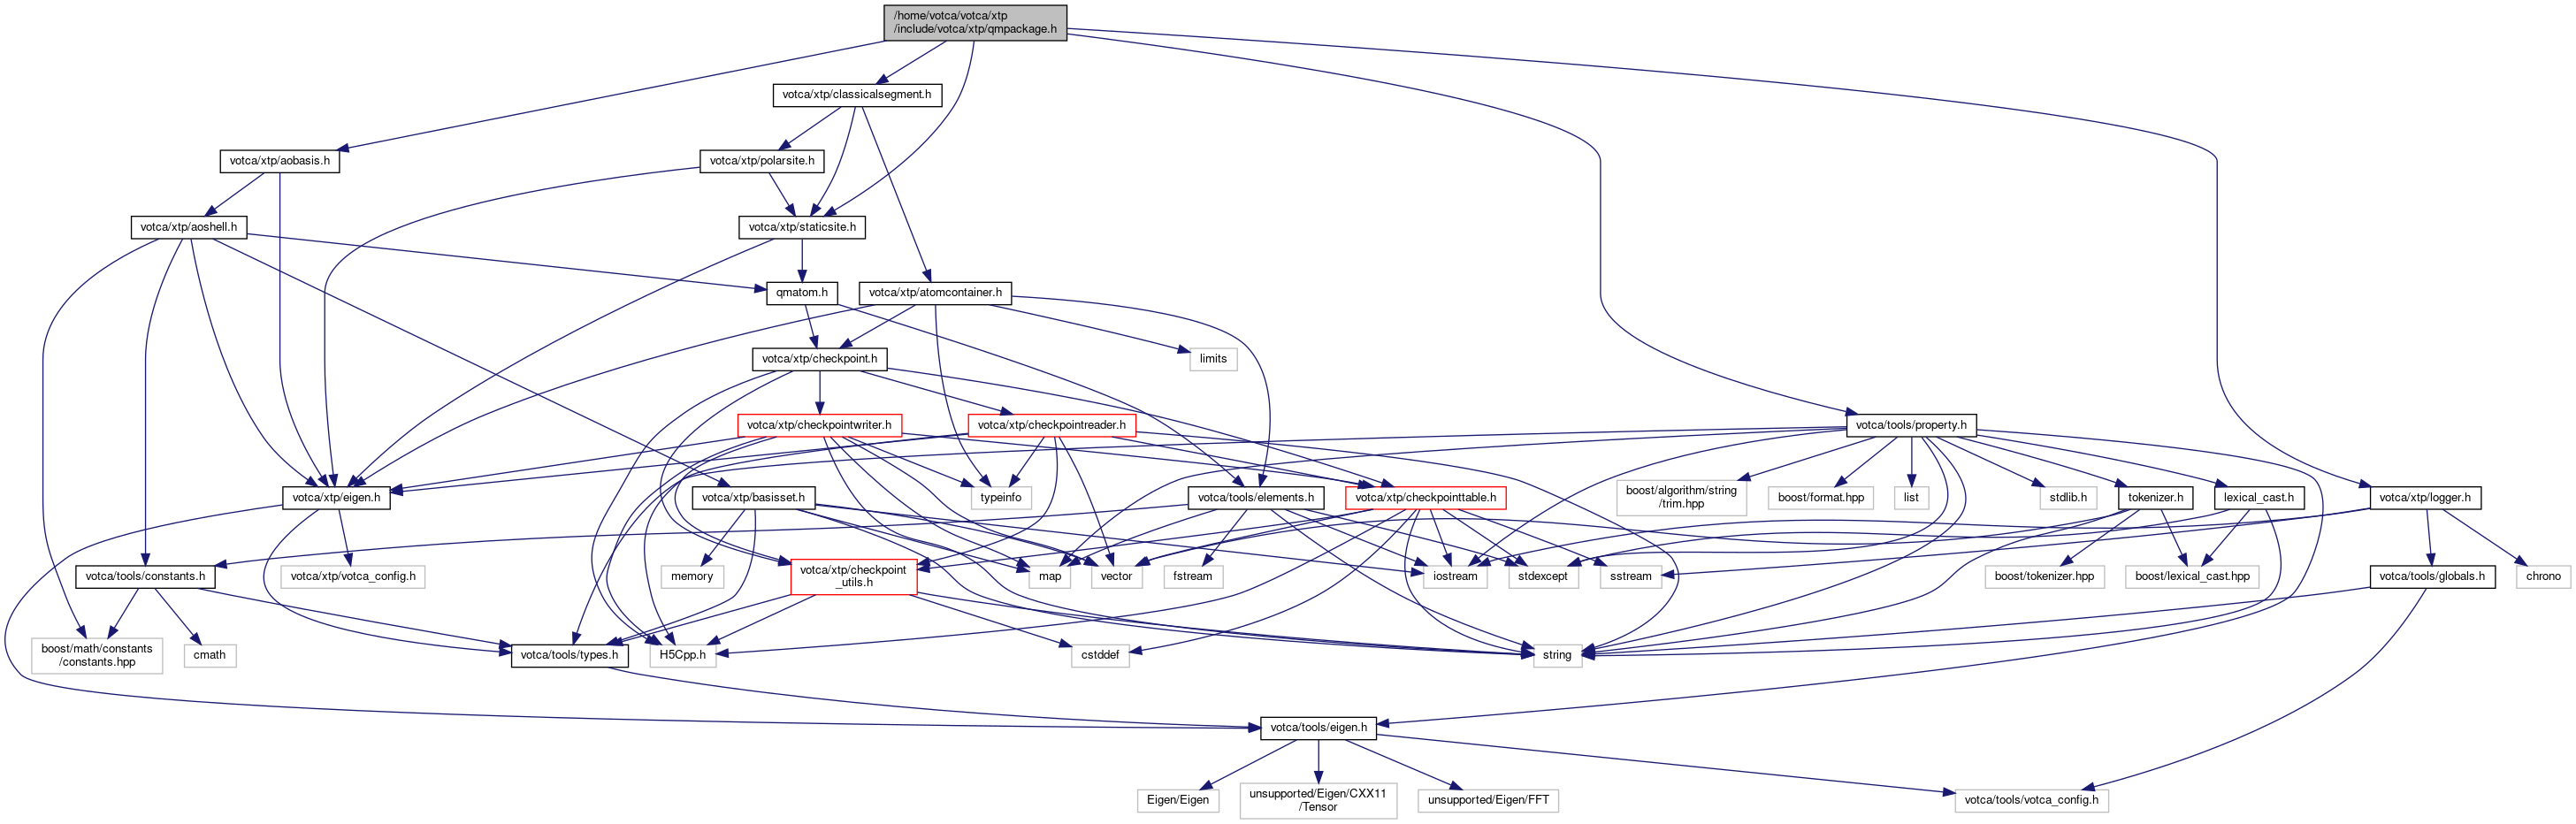 /home/votca/votca/xtp
/include/votca/xtp/qmpackage.h
votca/xtp/classicalsegment.h
votca/xtp/aobasis.h
votca/xtp/polarsite.h
votca/xtp/aoshell.h
votca/xtp/staticsite.h
qmatom.h
votca/xtp/atomcontainer.h
votca/xtp/checkpoint.h
limits
votca/xtp/checkpointwriter.h
votca/xtp/checkpointreader.h
votca/tools/property.h
votca/xtp/eigen.h
votca/xtp/basisset.h
typeinfo
votca/tools/elements.h
votca/xtp/checkpointtable.h
boost/algorithm/string
/trim.hpp
boost/format.hpp
list
stdlib.h
tokenizer.h
lexical_cast.h
votca/xtp/logger.h
votca/tools/constants.h
votca/xtp/votca_config.h
memory
votca/xtp/checkpoint
_utils.h
map
vector
fstream
iostream
stdexcept
sstream
boost/tokenizer.hpp
boost/lexical_cast.hpp
votca/tools/globals.h
chrono
boost/math/constants
/constants.hpp
cmath
votca/tools/types.h
H5Cpp.h
cstddef
string
votca/tools/eigen.h
Eigen/Eigen
unsupported/Eigen/CXX11
/Tensor
unsupported/Eigen/FFT
votca/tools/votca_config.h